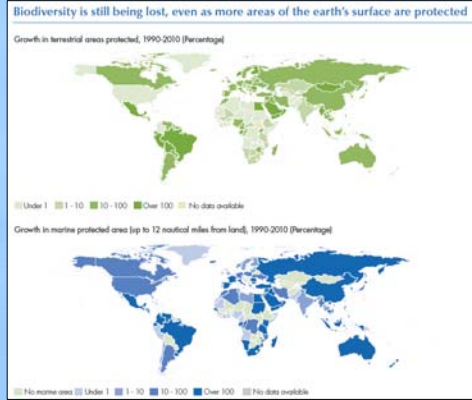 Biodiversity is still being lost, even as more areas of the earth's surface are protected
Growth in terrestrial areas protected, 1990-2010 (Percentage)
Under 1 1 - 10 10 - 100 Over 100 No data available
Growth in marine protected area (up to 12 nautical miles from land), 1990-2010 (Percentage)
No marine area Under 1 1 - 10 10 - 100 Over 100 No data available